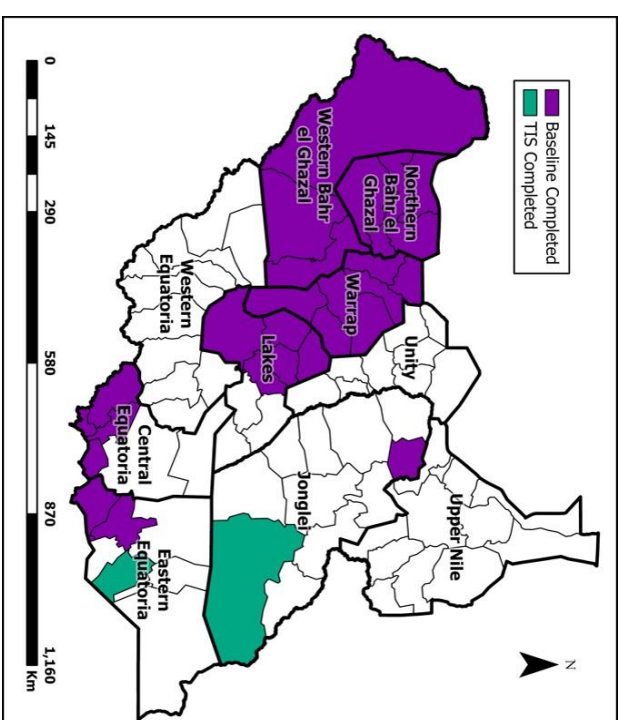 N
Baseline Completed
TIS Completed
Upper Nile
Unity
Northern
Bahr el
Ghazal
Warrap
Western Bahr
el Ghazal
Lakes
Jonglei
Western
Equatoria
Central
Equatoria
Eastern
Equatoria
0 145 290 580 870 1,160
Km